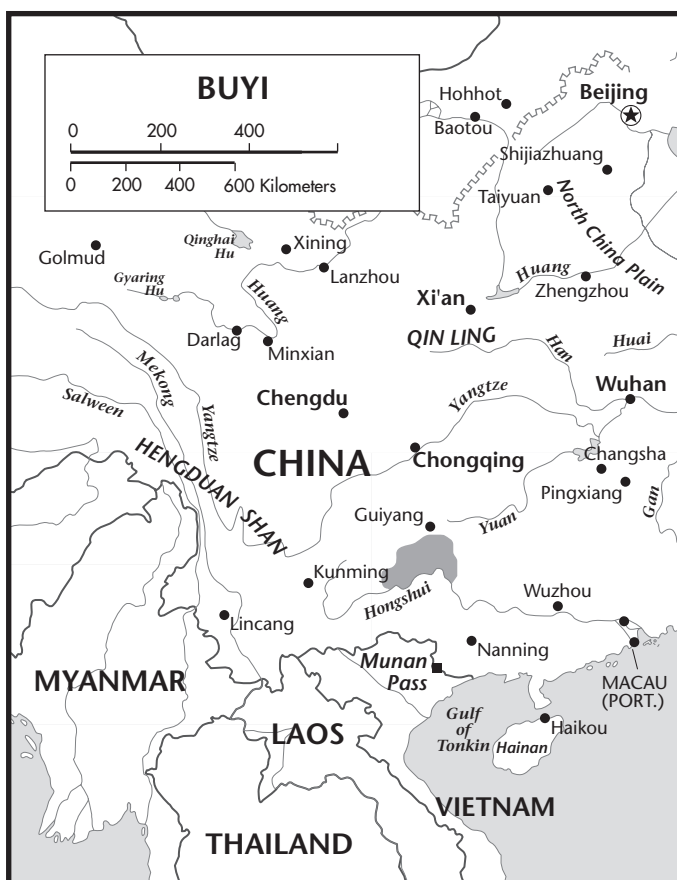 BUYI
0 200 400
0 200 400 600 Kilometers
Hohhot
Beijing
Baotou
Shijiazhuang
Taiyuan
North China Plain
Qinghai
Hu
Xining
Golmud
Lanzhou
Gyaring
Hu
Huang
Huang
Zhengzhou
Xi'an
Darlag
Minxian
QIN LING
Han
Huai
Mekong
Salween
Yangtze
Chengdu
Yangtze
Wuhan
HENGDUAN SHAN
CHINA
Chongqing
Changsha
Pingxiang
Gan
Guiyang
Yuan
Kunming
Hongshui
Wuzhou
Lincang
Nanning
Munan
Pass
MYANMAR
MACAU
(PORT.)
LAOS
Gulf
of
Tonkin
Haikou
Hainan
VIETNAM
THAILAND